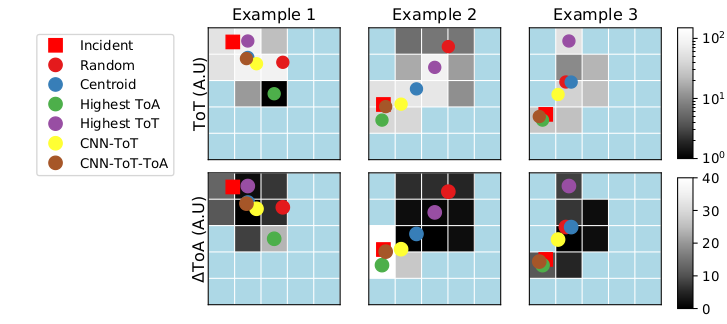 Example 1 Example 2 Example 3
Incident
Random
Centroid
Highest ToA
Highest ToT
CNN-ToT
CNN-ToT-ToA
ToT (A.U)
10²
10¹
10⁰
ΔToA (A.U)
40
30
20
10
0